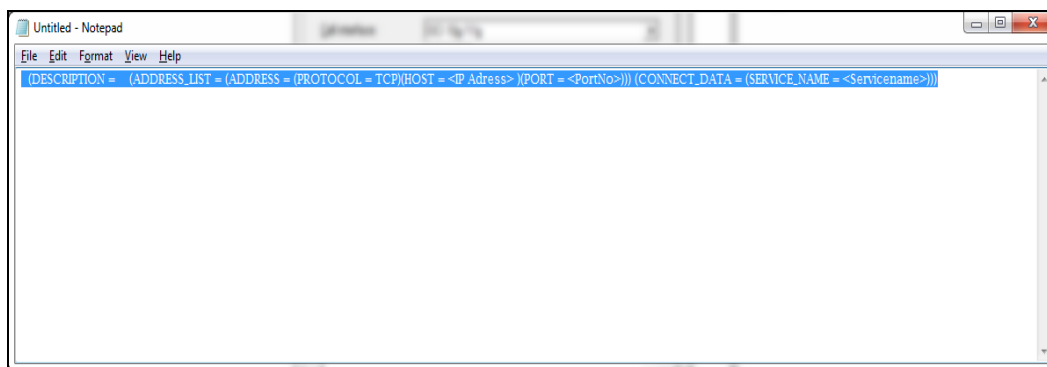 Untitled - Notepad
File Edit Format View Help
(DESCRIPTION = (ADDRESS_LIST = (ADDRESS = (PROTOCOL = TCP)(HOST = <IP Adress> )(PORT = <PortNo>))) (CONNECT_DATA = (SERVICE_NAME = <Servicename>)))